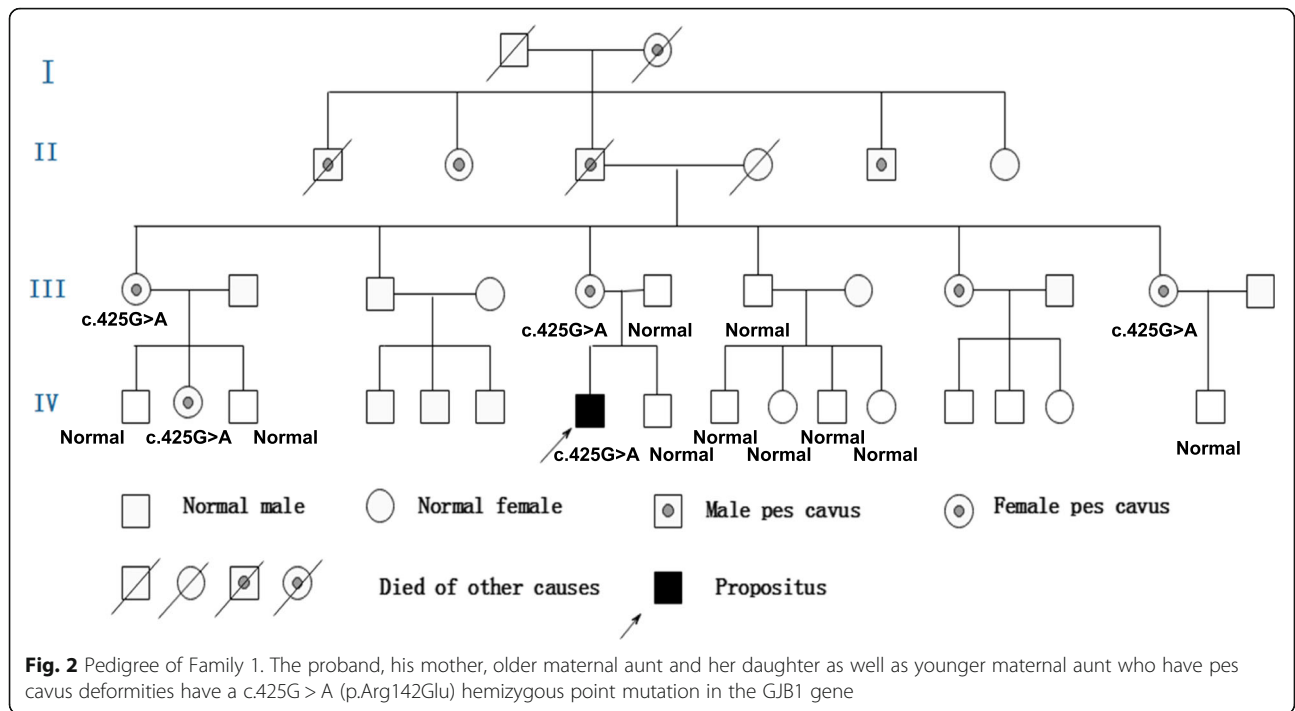 I
II
III
c.425G>A
c.425G>A Normal Normal c.425G>A
IV
Normal c.425G>A Normal c.425G>A Normal Normal Normal Normal Normal Normal
Normal male Normal female Male pes cavus Female pes cavus
Died of other causes Propositus
Fig. 2 Pedigree of Family 1. The proband, his mother, older maternal aunt and her daughter as well as younger maternal aunt who have pes
cavus deformities have a c.425G > A (p.Arg142Glu) hemizygous point mutation in the GJB1 gene